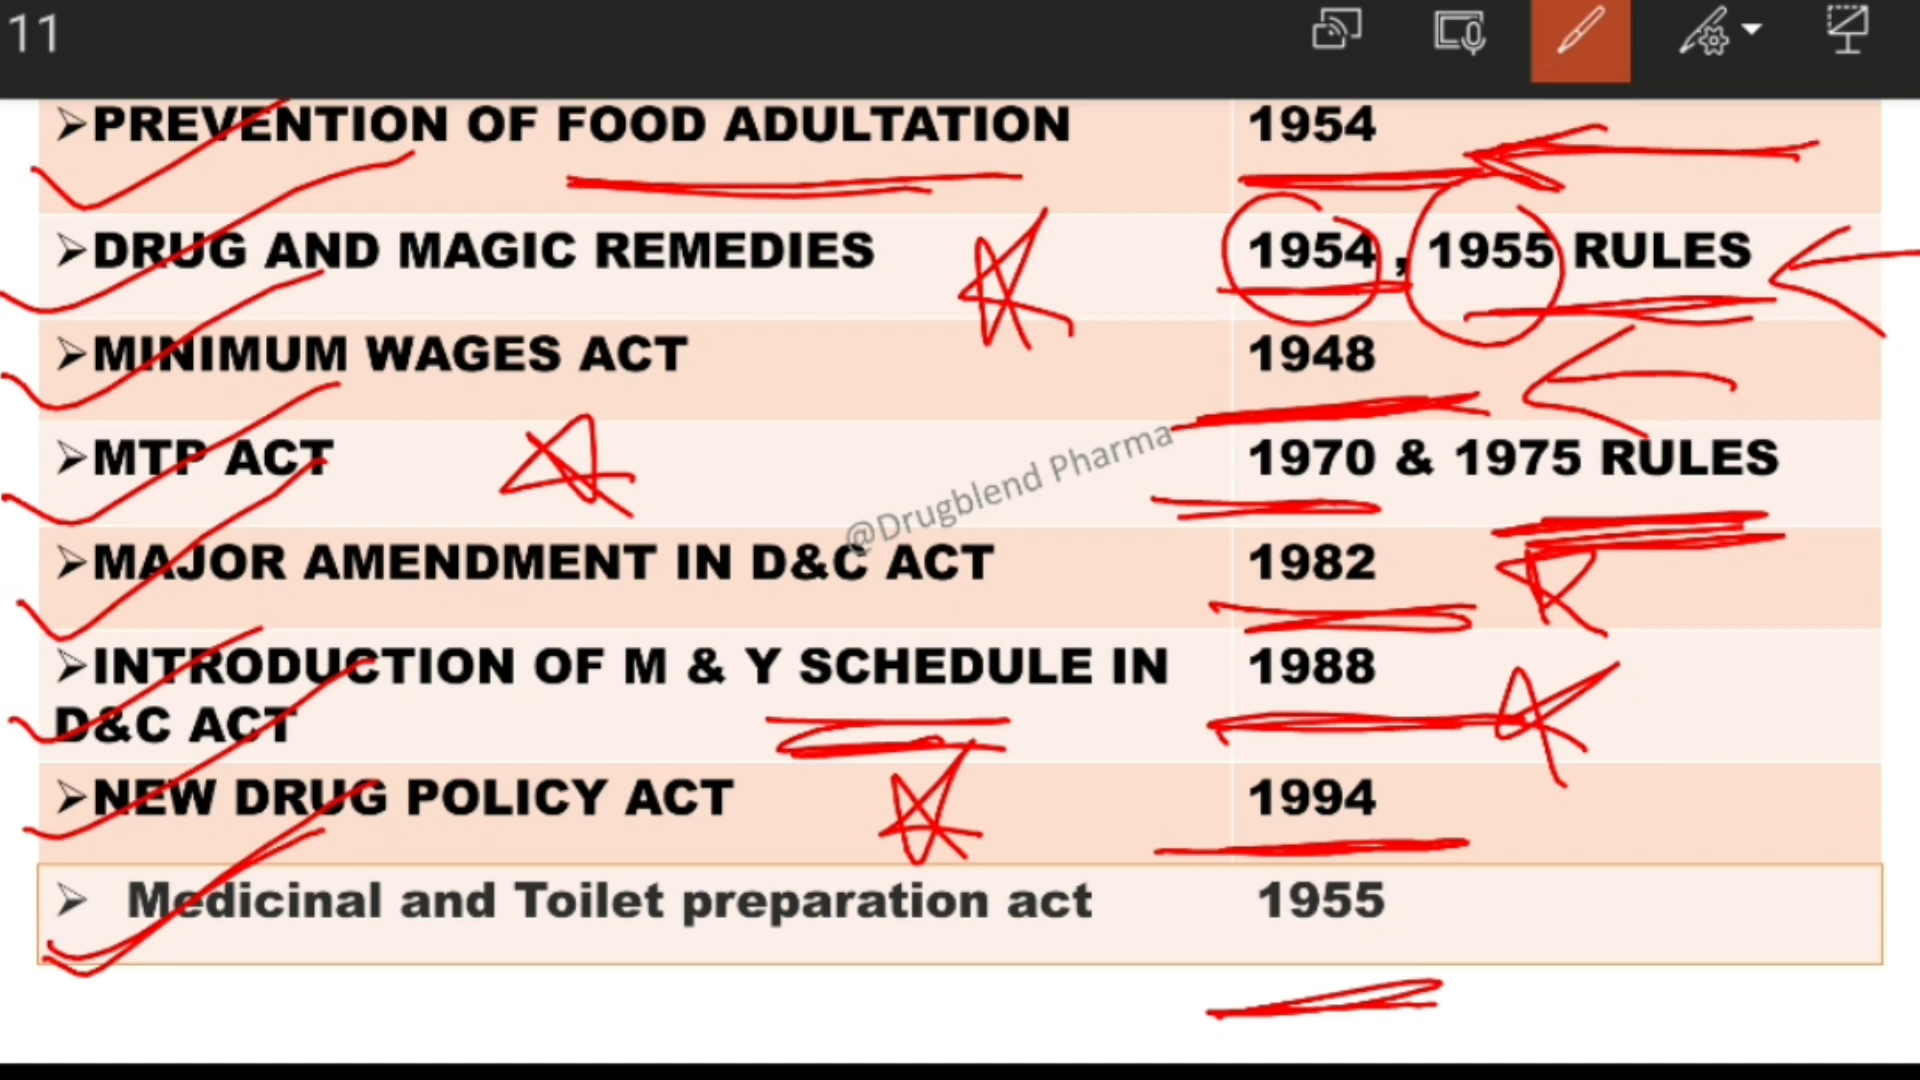 11
➢PREVENTION OF FOOD ADULTATION 1954
➢DRUG AND MAGIC REMEDIES 1954 , 1955 RULES
➢MINIMUM WAGES ACT 1948
➢MTP ACT 1970 & 1975 RULES
@Drugblend Pharma
➢MAJOR AMENDMENT IN D&C ACT 1982
➢INTRODUCTION OF M & Y SCHEDULE IN 1988
D&C ACT
➢NEW DRUG POLICY ACT 1994
➢ Medicinal and Toilet preparation act 1955